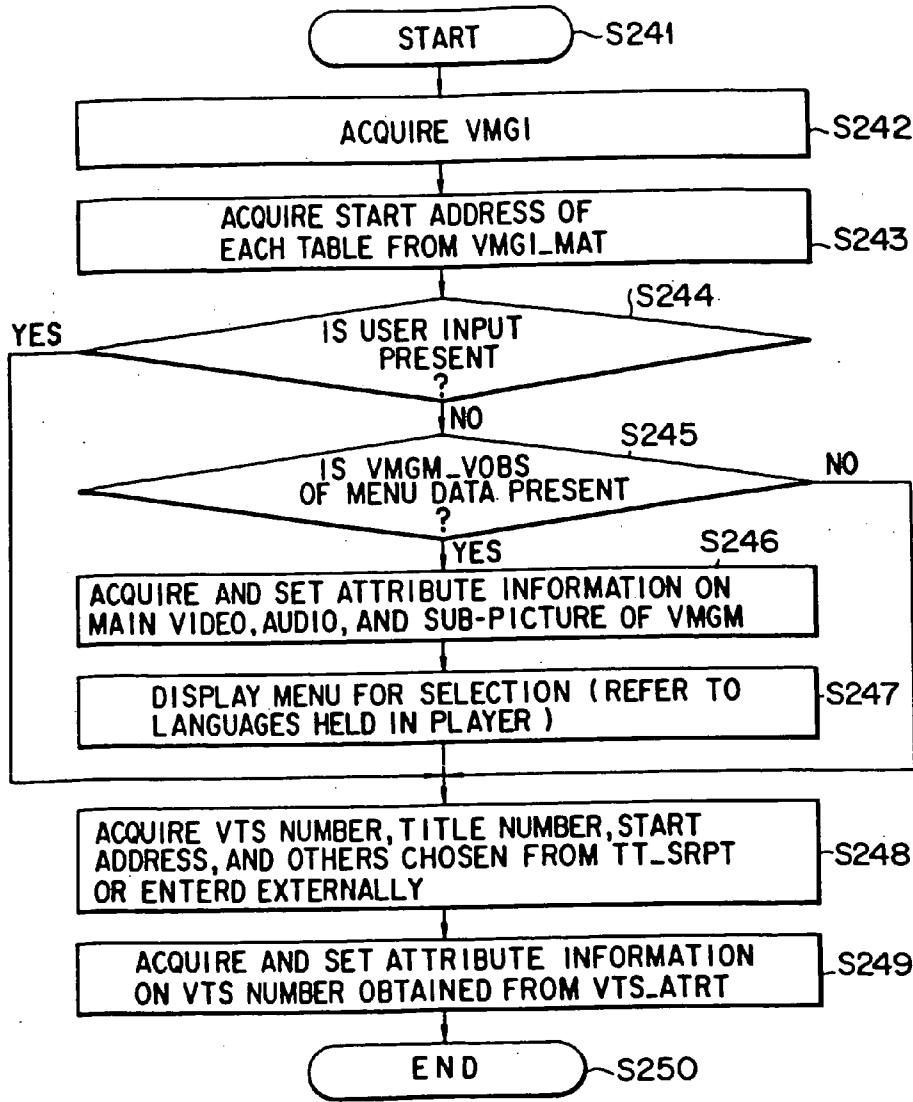 START
S241
ACQUIRE VMGI
S242
ACQUIRE START ADDRESS OF
EACH TABLE FROM VMGI_MAT
S243
S244
YES
IS USER INPUT
PRESENT
?
NO
S245
IS VMGM_VOBS
OF MENU DATA PRESENT
?
NO
YES
S246
ACQUIRE AND SET ATTRIBUTE INFORMATION ON
MAIN VIDEO, AUDIO, AND SUB-PICTURE OF VMGM
DISPLAY MENU FOR SELECTION (REFER TO
LANGUAGES HELD IN PLAYER)
S247
ACQUIRE VTS NUMBER, TITLE NUMBER, START
ADDRESS, AND OTHERS CHOSEN FROM TT_SRPT
OR ENTERD EXTERNALLY
S248
ACQUIRE AND SET ATTRIBUTE INFORMATION
ON VTS NUMBER OBTAINED FROM VTS_ATRT
S249
END
S250